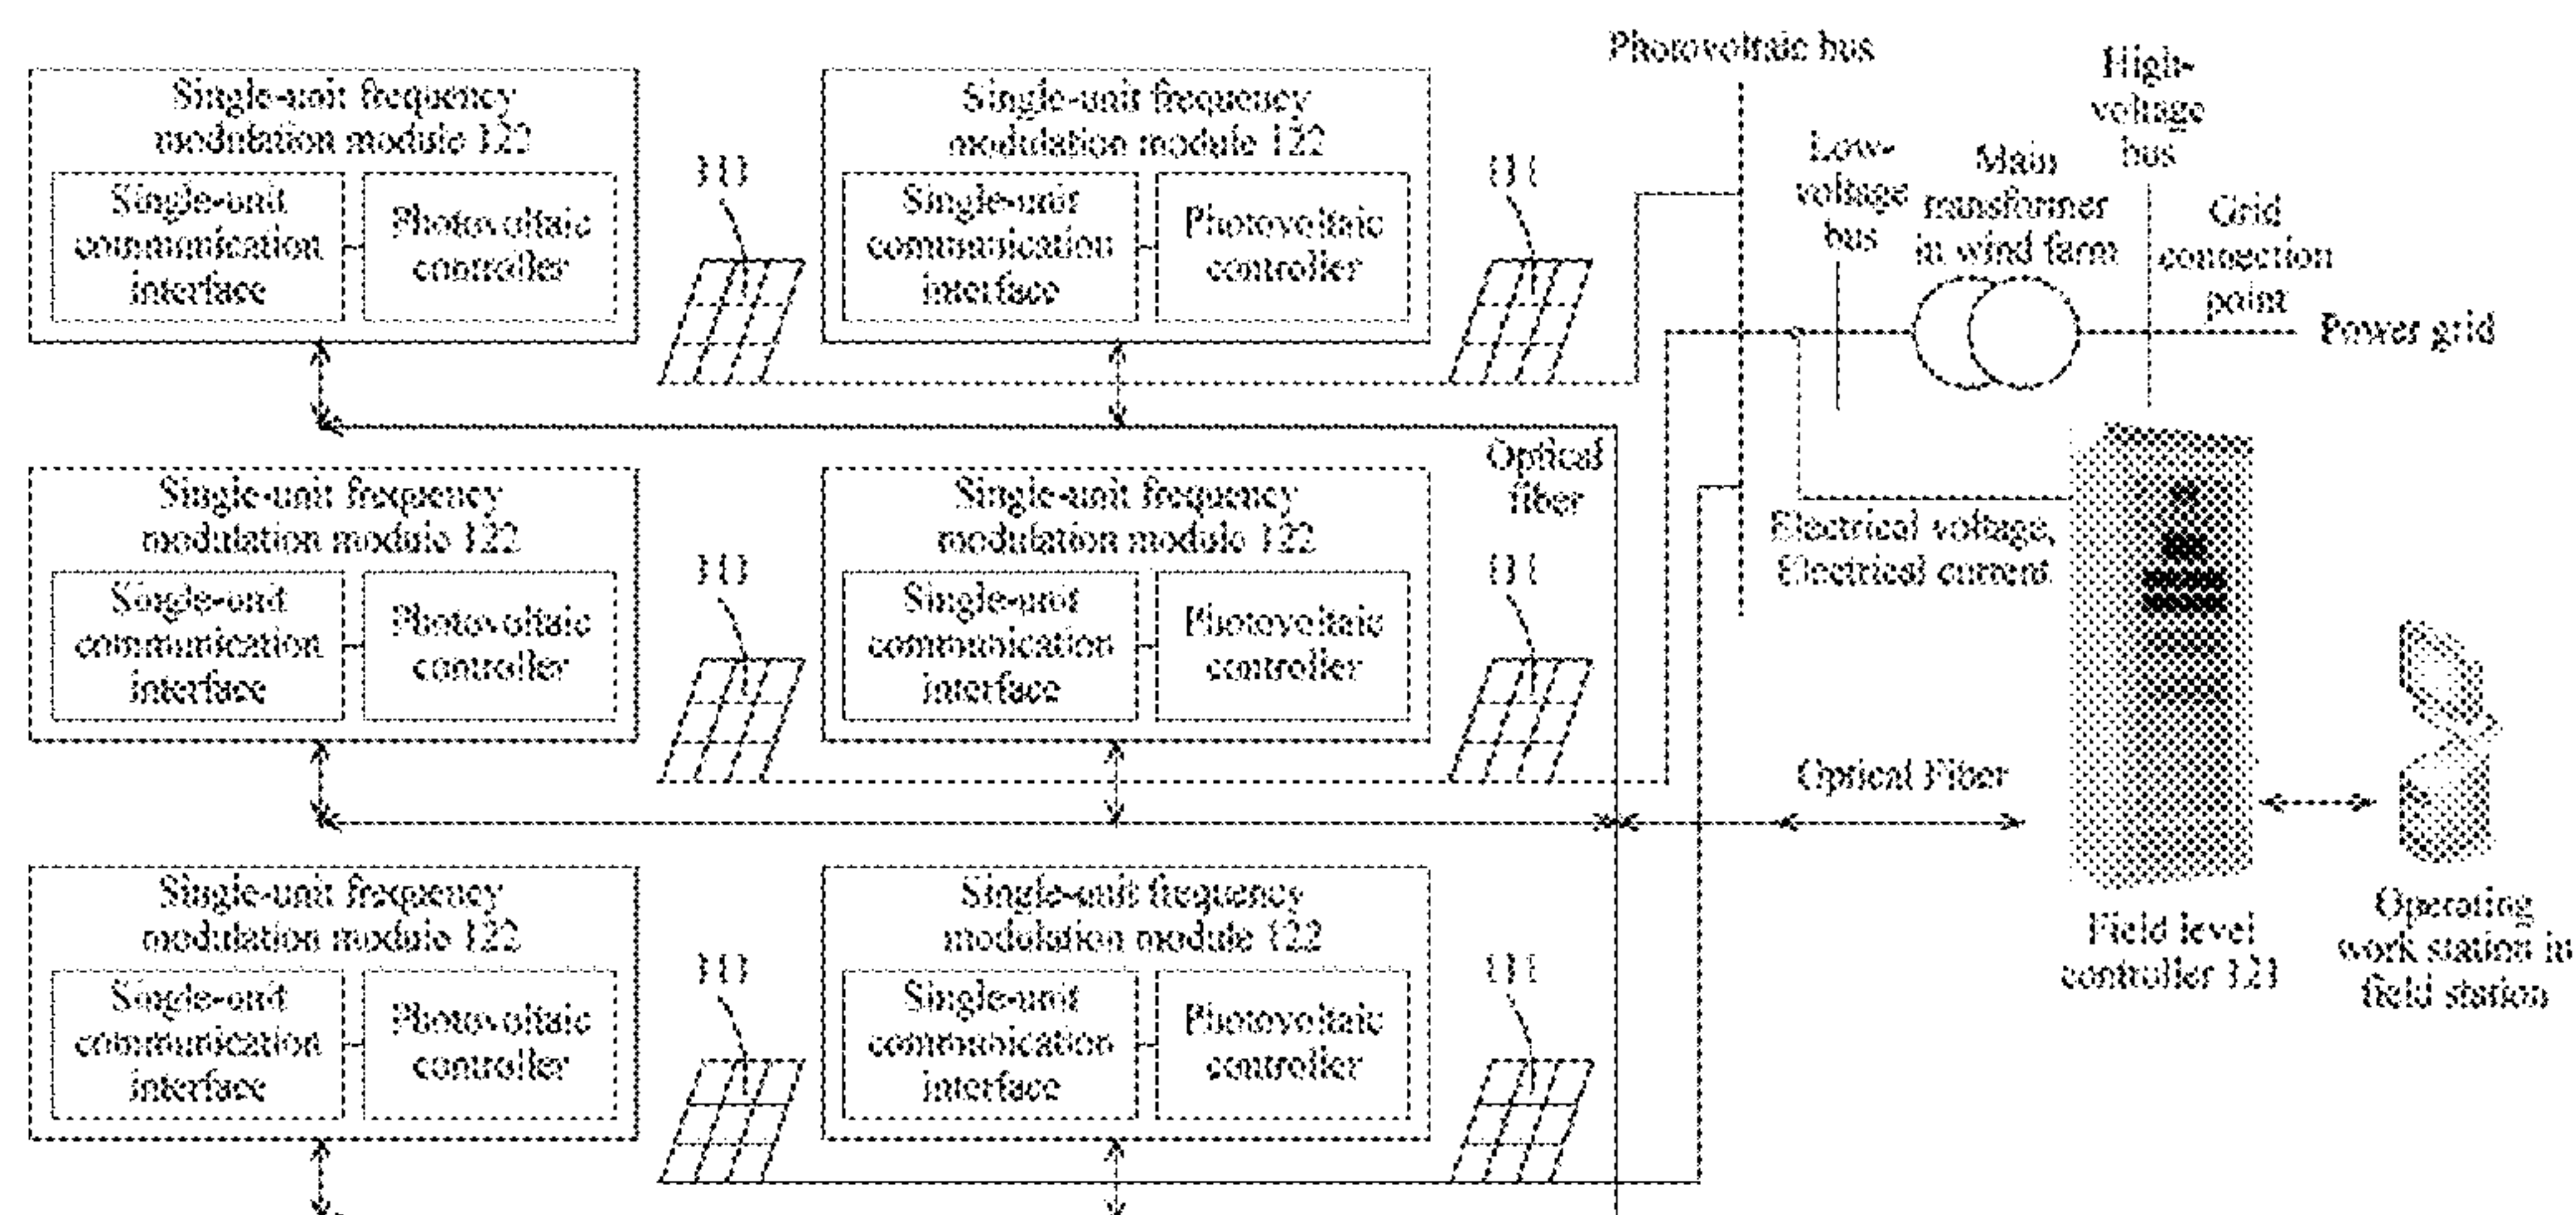 Photovoltaic bus
High-
voltage
bus
Low-
voltage
bus
Main
transformer
in wind farm
Grid
connection
point
Power grid
Single-unit frequency
modulation module 122
Single-unit
communication
interface
Photovoltaic
controller
111
Single-unit frequency
modulation module 122
Single-unit
communication
interface
Photovoltaic
controller
111
Optical
fiber
Electrical voltage,
Electrical current
Single-unit frequency
modulation module 122
Single-unit
communication
interface
Photovoltaic
controller
111
Single-unit frequency
modulation module 122
Single-unit
communication
interface
Photovoltaic
controller
111
Optical Fiber
Single-unit frequency
modulation module 122
Single-unit
communication
interface
Photovoltaic
controller
111
Single-unit frequency
modulation module 122
Single-unit
communication
interface
Photovoltaic
controller
111
Field level
controller 121
Operating
work station in
field station